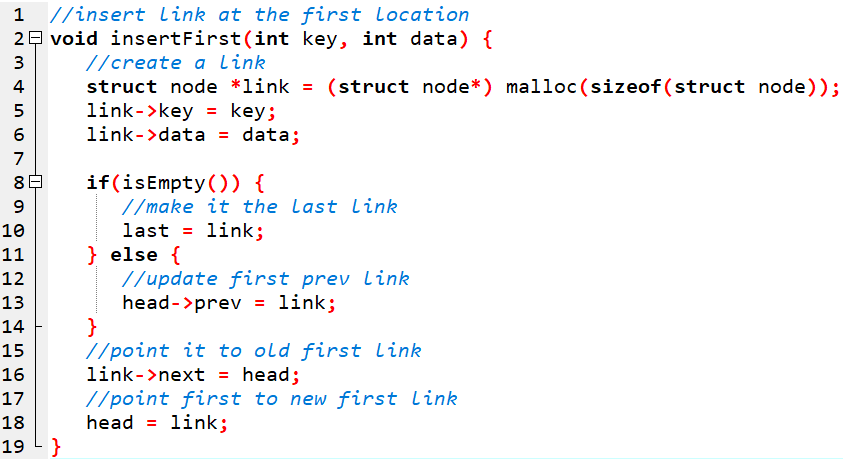 1 //insert link at the first location
2 void insertFirst(int key, int data) {
3 //create a link
4 struct node *link = (struct node*) malloc(sizeof(struct node));
5 link->key = key;
6 link->data = data;
7
8 if(isEmpty()) {
9 //make it the last link
10 last = link;
11 } else {
12 //update first prev link
13 head->prev = link;
14 }
15 //point it to old first link
16 link->next = head;
17 //point first to new first link
18 head = link;
19 }